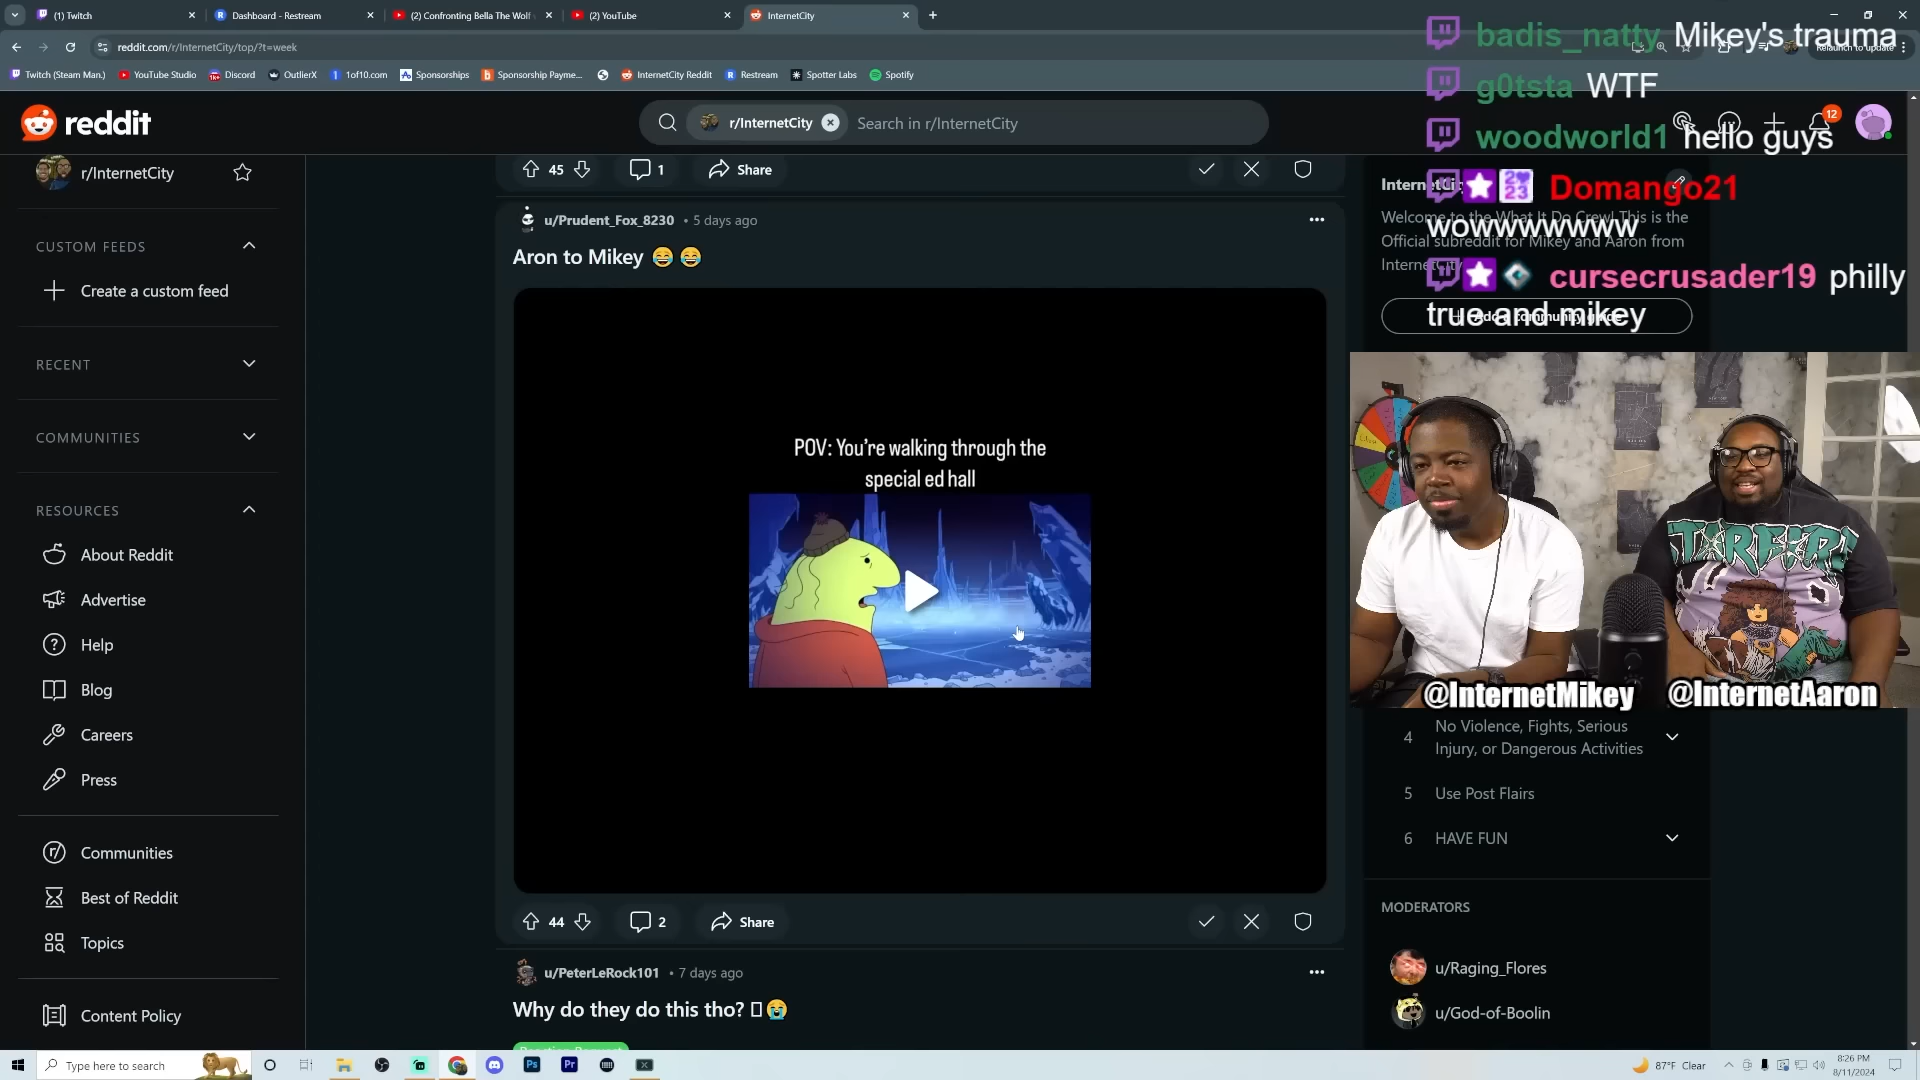 (1) Twitch
Dashboard - Restream
(2) Confronting Bella The Wolf
(2) YouTube
InternetCity
reddit.com/r/InternetCity/top/?t=week
Twitch (Steam Man.)
YouTube Studio
Discord
OutlierX
1of10.com
Sponsorships
Sponsorship Payme...
InternetCity Reddit
Restream
Spotter Labs
Spotify
badis_natty Mikey's trauma
g0tsta WTF
woodworld1 hello guys
Domango21
wowwwwwww
cursecrusader19 philly
true and mikey
reddit
r/InternetCity
Search in r/InternetCity
12
r/InternetCity
CUSTOM FEEDS
Create a custom feed
RECENT
COMMUNITIES
RESOURCES
About Reddit
Advertise
Help
Blog
Careers
Press
Communities
Best of Reddit
Topics
Content Policy
45
1
Share
u/Prudent_Fox_8230 • 5 days ago
Aron to Mikey 😂 😂
POV: You're walking through the
special ed hall
44
2
Share
u/PeterLeRock101 • 7 days ago
Why do they do this tho? 😭
Welcome to the What It Do Crew! This is the
Official subreddit for Mikey and Aaron from
@InternetMikey
@InternetAaron
4 No Violence, Fights, Serious
Injury, or Dangerous Activities
5 Use Post Flairs
6 HAVE FUN
MODERATORS
u/Raging_Flores
u/God-of-Boolin
Type here to search
87°F Clear
8:26 PM
8/11/2024